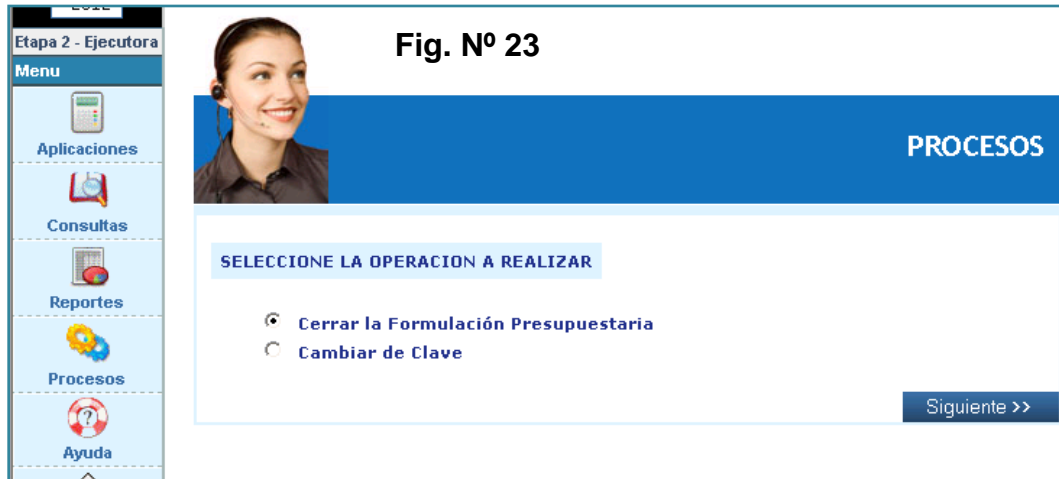 Etapa 2 - Ejecutora
Menu
Aplicaciones
Consultas
Reportes
Procesos
Ayuda
Fig. Nº 23
PROCESOS
SELECCIONE LA OPERACION A REALIZAR
Cerrar la Formulación Presupuestaria
Cambiar de Clave
Siguiente >>